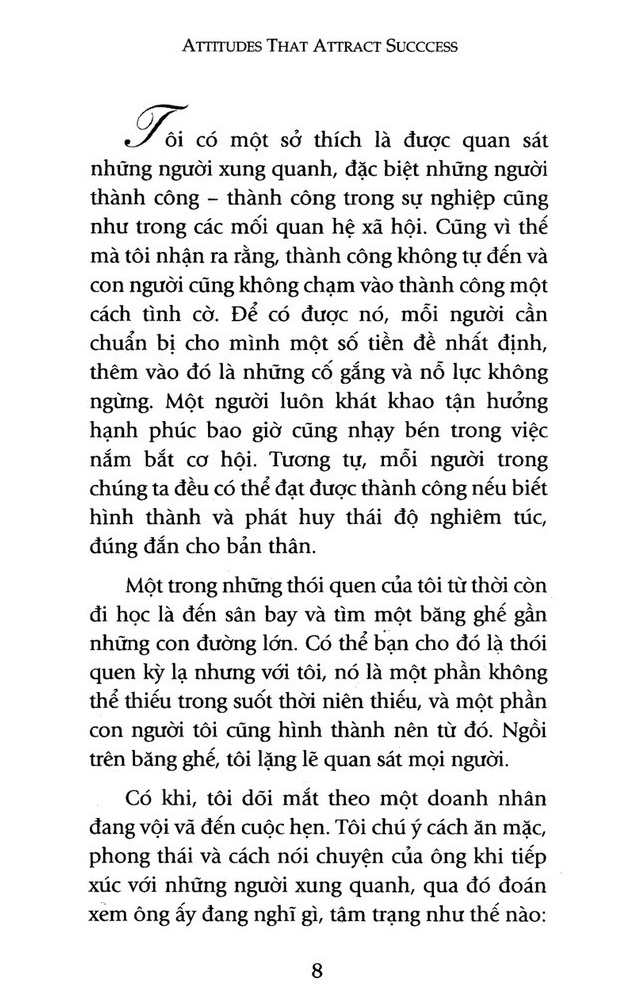 ATTITUDES THAT ATTRACT SUCCCESS
Tôi có một sở thích là được quan sát
những người xung quanh, đặc biệt những người
thành công – thành công trong sự nghiệp cũng
như trong các mối quan hệ xã hội. Cũng vì thế
mà tôi nhận ra rằng, thành công không tự đến và
con người cũng không chạm vào thành công một
cách tình cờ. Để có được nó, mỗi người cần
chuẩn bị cho mình một số tiền đề nhất định,
thêm vào đó là những cố gắng và nỗ lực không
ngừng. Một người luôn khát khao tận hưởng
hạnh phúc bao giờ cũng nhạy bén trong việc
nắm bắt cơ hội. Tương tự, mỗi người trong
chúng ta đều có thể đạt được thành công nếu biết
hình thành và phát huy thái độ nghiêm túc,
đúng đắn cho bản thân.
Một trong những thói quen của tôi từ thời còn
đi học là đến sân bay và tìm một băng ghế gần
những con đường lớn. Có thể bạn cho đó là thói
quen kỳ lạ nhưng với tôi, nó là một phần không
thể thiếu trong suốt thời niên thiếu, và một phần
con người tôi cũng hình thành nên từ đó. Ngồi
trên băng ghế, tôi lặng lẽ quan sát mọi người.
Có khi, tôi dõi mắt theo một doanh nhân
đang vội vã đến cuộc hẹn. Tôi chú ý cách ăn mặc,
phong thái và cách nói chuyện của ông khi tiếp
xúc với những người xung quanh, qua đó đoán
xem ông ấy đang nghĩ gì, tâm trạng như thế nào:
8